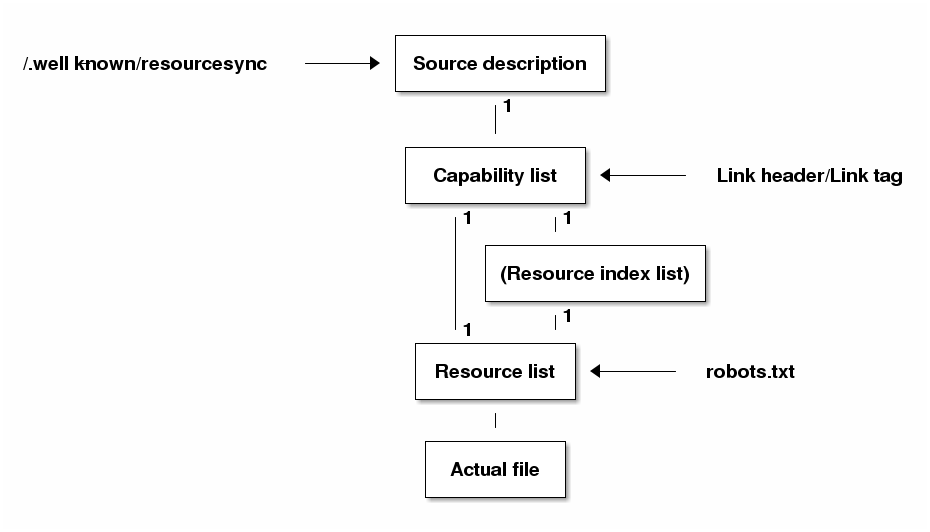 /.well known/resourcesync
Source description
1
Capability list
Link header/Link tag
1 1
(Resource index list)
1
1
Resource list
robots.txt
Actual file